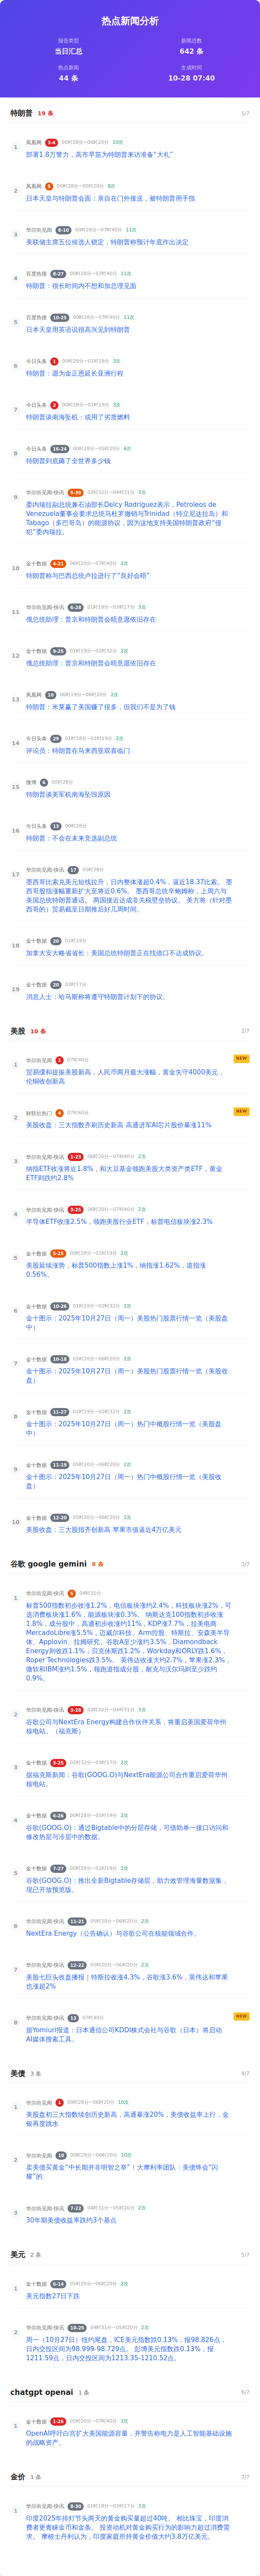 热点新闻分析
报告类型
新闻总数
当日汇总
642 条
热点新闻
生成时间
44 条
10-28 07:40
特朗普 19 条 1/7
1
凤凰网 3-4 00时28分~06时20分 10次
部署1.8万警力，高市早苗为特朗普来访准备“大礼”
2
凤凰网 5 00时28分~05时20分 8次
日本天皇与特朗普会面：亲自在门外接送，被特朗普用手指
3
华尔街见闻 6-10 00时28分~07时40分 11次
美联储主席五位候选人锁定，特朗普称预计年底作出决定
4
百度热搜 6-27 00时28分~07时40分 11次
特朗普：很长时间内不想和加总理见面
5
百度热搜 10-25 00时28分~07时40分 11次
日本天皇用英语说很高兴见到特朗普
6
今日头条 1 00时28分~01时19分 3次
特朗普：愿为金正恩延长亚洲行程
7
今日头条 2 00时28分~01时19分 3次
特朗普谈南海坠机：或用了劣质燃料
8
今日头条 16-24 00时28分~05时20分 6次
特朗普到底薅了全世界多少钱
9
华尔街见闻-快讯 5-30 02时32分~04时31分 3次
委内瑞拉副总统兼石油部长Delcy Rodriguez表示，Petroleos de
Venezuela董事会要求总统马杜罗撤销与Trinidad（特立尼达拉岛）和
Tabago（多巴哥岛）的能源协议，因为这地支持美国特朗普政府“侵
犯”委内瑞拉。
10
金十数据 4-21 06时20分~07时40分 2次
特朗普称与巴西总统卢拉进行了“良好会晤”
11
华尔街见闻-快讯 6-28 01时19分~03时17分 3次
俄总统助理：普京和特朗普会晤意愿依旧存在
12
金十数据 9-25 01时19分~02时32分 2次
俄总统助理：普京和特朗普会晤意愿依旧存在
13
凤凰网 10 06时19分~06时20分 2次
特朗普：米莱赢了美国赚了很多，但我们不是为了钱
14
今日头条 29 01时18分~01时19分 2次
评论员：特朗普在马来西亚双喜临门
15
微博 6 00时28分
特朗普谈美军机南海坠毁原因
16
今日头条 13 00时28分
特朗普：不会在未来竞选副总统
17
华尔街见闻-快讯 17 00时28分
墨西哥比索兑美元短线拉升，日内整体涨超0.4%，逼近18.37比索。 墨
西哥股指涨幅重新扩大至将近0.6%。 墨西哥总统辛鲍姆称，上周六与
美国总统特朗普通话。 两国接近达成非关税壁垒协议。 美方将（针对墨
西哥的）贸易截至日期推后好几周时间。
18
金十数据 20 01时19分
加拿大安大略省省长：美国总统特朗普正在找借口不达成协议。
19
金十数据 20 03时17分
消息人士：哈马斯称将遵守特朗普计划下的协议。
美股 10 条 2/7
1
华尔街见闻 1 07时40分 NEW
贸易缓和提振美股新高，人民币两月最大涨幅，黄金失守4000美元，
伦铜收创新高
2
财联社热门 4 07时40分 NEW
美股收盘：三大指数齐刷历史新高 高通进军AI芯片股价暴涨11%
3
华尔街见闻-快讯 1-23 06时20分~07时40分 2次
纳指ETF收涨将近1.8%，和大豆基金领跑美股大类资产类ETF，黄金
ETF则跌约2.8%
4
华尔街见闻-快讯 3-25 06时20分~07时40分 2次
半导体ETF收涨2.5%，领跑美股行业ETF，标普电信板块涨2.3%
5
金十数据 5-25 00时28分~01时19分 2次
美股延续涨势，标普500指数上涨1%，纳指涨1.62%，道指涨
0.56%。
6
金十数据 10-26 01时19分~02时32分 2次
金十图示：2025年10月27日（周一）美股热门股票行情一览（美股盘
中）
7
金十数据 10-18 05时20分~06时20分 2次
金十图示：2025年10月27日（周一）美股热门股票行情一览（美股收
盘）
8
金十数据 11-27 01时19分~02时32分 2次
金十图示：2025年10月27日（周一）热门中概股行情一览（美股盘
中）
9
金十数据 11-19 05时20分~06时20分 2次
金十图示：2025年10月27日（周一）热门中概股行情一览（美股收
盘）
10
金十数据 12-20 05时20分~06时20分 2次
美股收盘：三大股指齐创新高 苹果市值逼近4万亿美元
谷歌 google gemini 8 条 3/7
1
华尔街见闻-快讯 5 04时31分
标普500指数初步收涨1.2%，电信板块涨约2.4%，科技板块涨2%，可
选消费板块涨1.6%，能源板块涨0.3%。 纳斯达克100指数初步收涨
1.8%，成分股中，高通初步收涨约11%，KDP涨7.7%，拉美电商
MercadoLibre涨5.5%，迈威尔科技、Arm控股、特斯拉、安森美半导
体、Applovin、拉姆研究、谷歌A至少涨约3.5%，Diamondback
Energy则收跌1.1%，贝克休斯跌1.2%，Workday和ORLY跌1.6%，
Roper Technologies跌3.5%。 英伟达收涨大约2.7%，苹果涨2.3%，
微软和IBM涨约1.5%，领跑道指成分股，耐克与沃尔玛则至少跌约
0.9%。
2
华尔街见闻-快讯 3-28 02时32分~04时31分 3次
谷歌公司与NextEra Energy构建合作伙伴关系，将重启美国爱荷华州
核电站。（福克斯）
3
金十数据 3-25 02时32分~03时17分 2次
据福克斯新闻：谷歌(GOOG.O)与NextEra能源公司合作重启爱荷华州
核电站。
4
金十数据 6-26 00时28分~01时19分 2次
谷歌(GOOG.O)：通过Bigtable中的分层存储，可借助单一接口访问和
修改热层与冷层中的数据。
5
金十数据 7-27 00时28分~01时19分 2次
谷歌(GOOG.O)：推出全新Bigtable存储层，助力效管理海量数据集，
现已开放预览版。
6
华尔街见闻-快讯 11-21 05时20分~06时20分 2次
NextEra Energy（公告确认）与谷歌公司在核能领域合作。
7
华尔街见闻-快讯 12-22 05时20分~06时20分 2次
美股七巨头收盘播报｜特斯拉收涨4.3%，谷歌涨3.6%，英伟达和苹果
也涨超2%
8
华尔街见闻-快讯 13 07时40分 NEW
据Yomiuri报道：日本通信公司KDDI株式会社与谷歌（日本）将启动
AI媒体搜索工具。
美债 3 条 4/7
1
华尔街见闻 1 00时28分~06时20分 10次
美股盘初三大指数续创历史新高，高通暴涨20%，美债收益率上行，金
银再度跳水
2
华尔街见闻 10 00时28分~06时20分 10次
卖美债买黄金“中长期并非明智之举”！大摩利率团队：美债终会“闪
耀”的
3
华尔街见闻-快讯 7-22 04时31分~05时20分 2次
30年期美债收益率跌约3个基点
美元 2 条 5/7
1
金十数据 6-14 05时20分~06时20分 2次
美元指数27日下跌
2
华尔街见闻-快讯 10-25 04时31分~05时20分 2次
周一（10月27日）纽约尾盘，ICE美元指数跌0.13%，报98.826点，
日内交投区间为98.999-98.729点。 彭博美元指数跌0.13%，报
1211.59点，日内交投区间为1213.35-1210.52点。
chatgpt openai 1 条 6/7
1
金十数据 1-26 05时20分~07时40分 3次
OpenAI呼吁白宫扩大美国能源容量，并警告称电力是人工智能基础设施
的战略资产。
金价 1 条 7/7
1
华尔街见闻-快讯 8-30 01时19分~03时17分 3次
印度2025年排灯节头两天的黄金购买量超过40吨。 相比珠宝，印度消
费者更青睐金币和金条。 投资动机对黄金购买行为的影响力超过消费需
求。 摩根士丹利认为，印度家庭所持黄金价值大约3.8万亿美元。